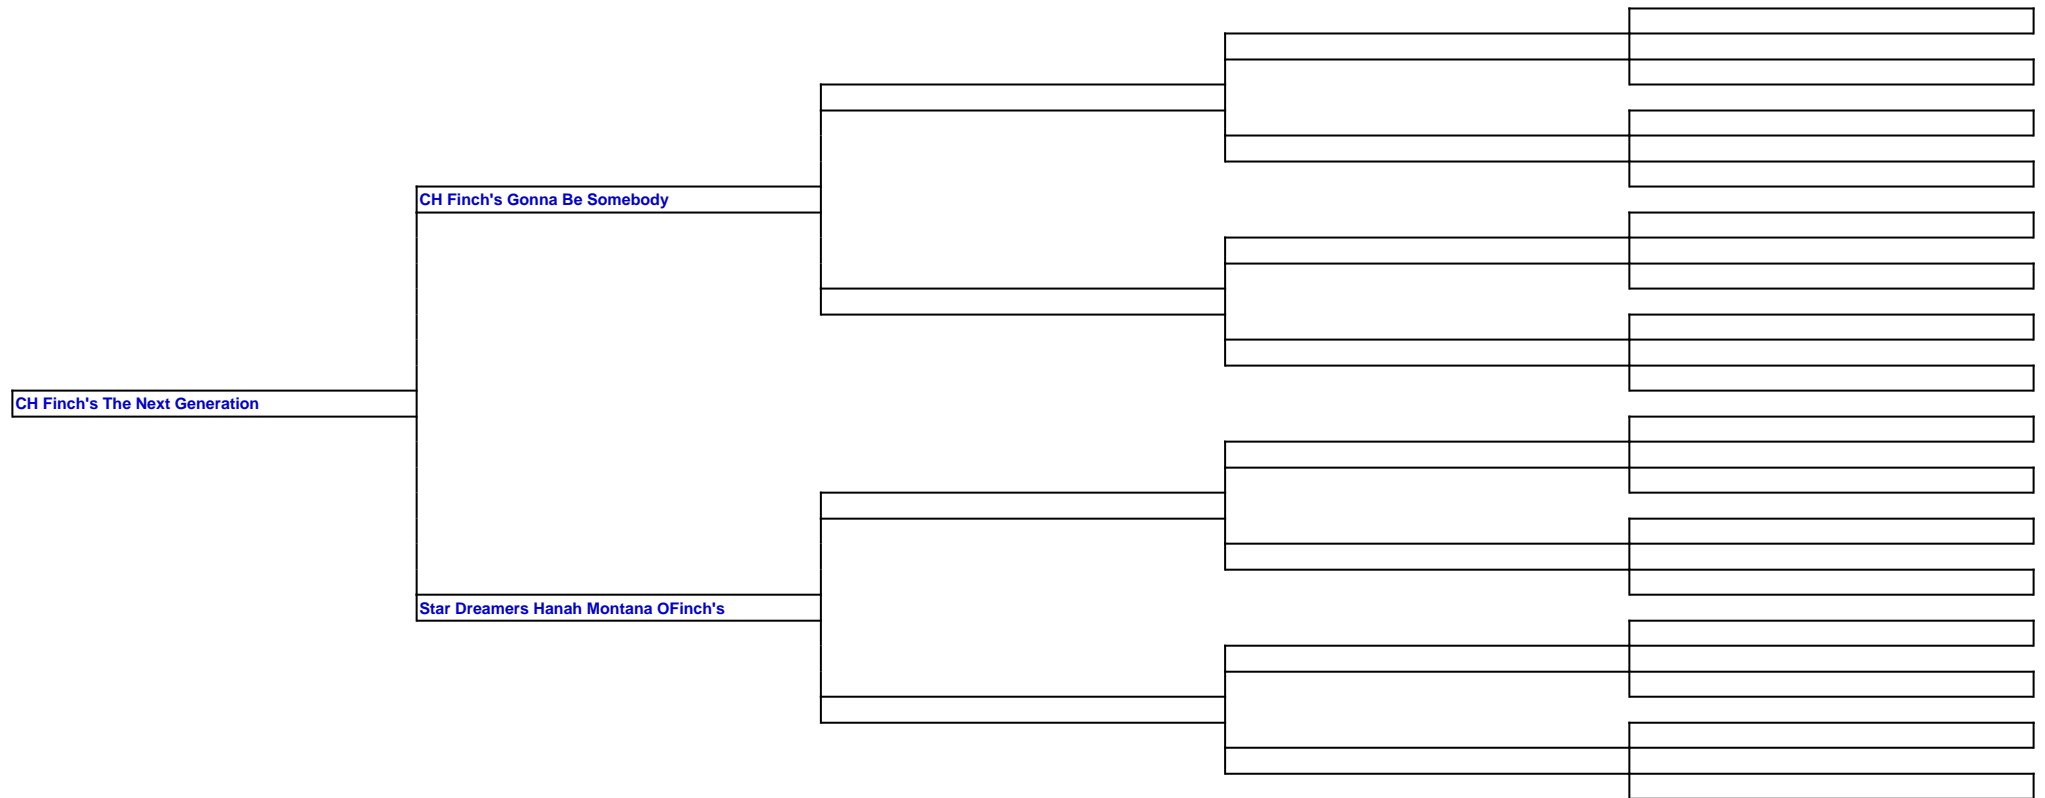 CH Finch's Gonna Be Somebody
CH Finch's The Next Generation
Star Dreamers Hanah Montana OFinch's